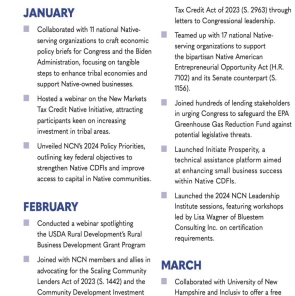 JANUARY
Collaborated with 11 national Native-
serving organizations to craft economic
policy briefs for Congress and the Biden
Administration, focusing on tangible
steps to enhance tribal economies and
support Native-owned businesses.
Hosted a webinar on the New Markets
Tax Credit Native Initiative, attracting
participants keen on increasing
investment in tribal areas.
Unveiled NCN's 2024 Policy Priorities,
outlining key federal objectives to
strengthen Native CDFIs and improve
access to capital in Native communities.
FEBRUARY
Conducted a webinar spotlighting
the USDA Rural Development's Rural
Business Development Grant Program
Joined with NCN members and allies in
advocating for the Scaling Community
Lenders Act of 2023 (S. 1442) and the
Community Development Investment
Tax Credit Act of 2023 (S. 2963) through
letters to Congressional leadership.
Teamed up with 17 national Native-
serving organizations to support
the bipartisan Native American
Entrepreneurial Opportunity Act (H.R.
7102) and its Senate counterpart (S.
1156).
Joined hundreds of lending stakeholders
in urging Congress to safeguard the EPA
Greenhouse Gas Reduction Fund against
potential legislative threats.
Launched Initiate Prosperity, a
technical assistance platform aimed
at enhancing small business success
within Native CDFIs.
Launched the 2024 NCN Leadership
Institute sessions, featuring workshops
led by Lisa Wagner of Bluestem
Consulting Inc. on certification
requirements.
MARCH
Collaborated with University of New
Hampshire and Inclusiv to offer a free